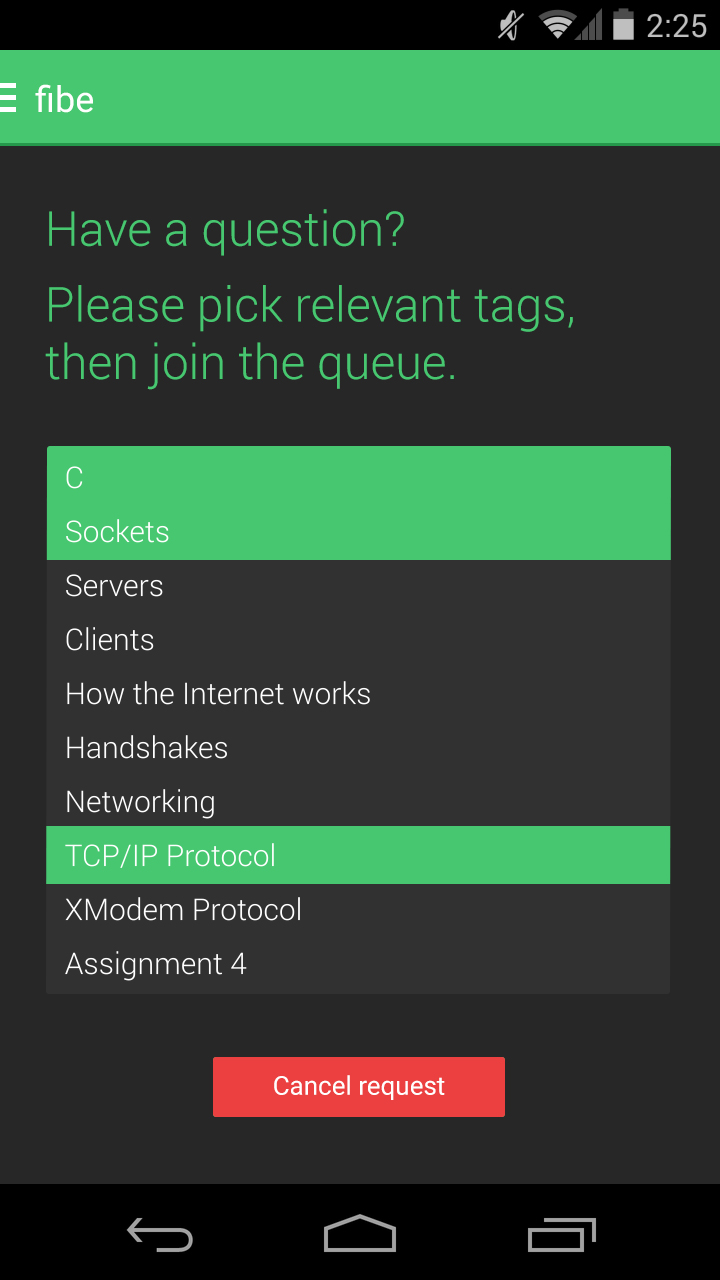 2:25
fibe
Have a question?
Please pick relevant tags,
then join the queue.
C
Sockets
Servers
Clients
How the Internet works
Handshakes
Networking
TCP/IP Protocol
XModem Protocol
Assignment 4
Cancel request